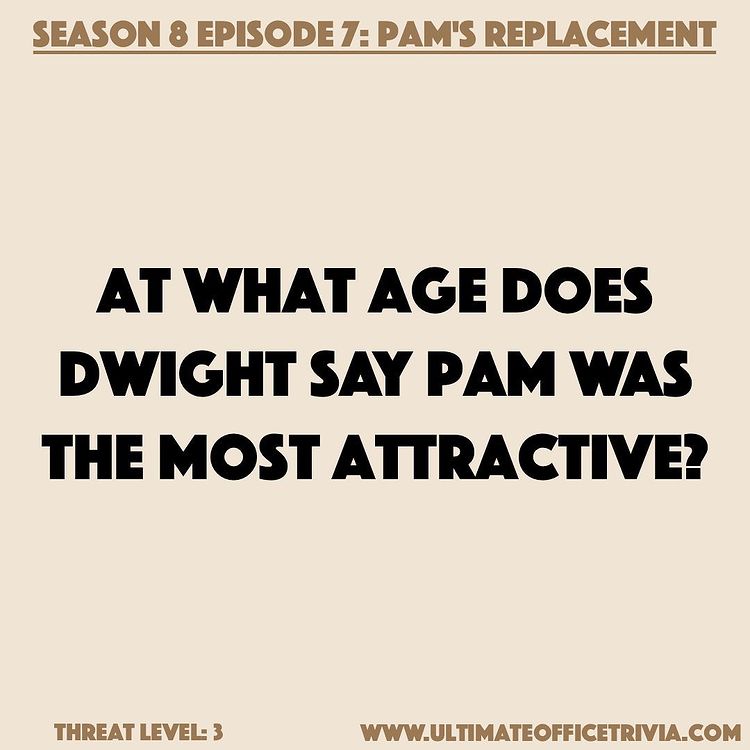 SEASON 8 EPISODE 7: PAM'S REPLACEMENT
AT WHAT AGE DOES
DWIGHT SAY PAM WAS
THE MOST ATTRACTIVE?
THREAT LEVEL: 3
WWW.ULTIMATEOFFICETRIVIA.COM